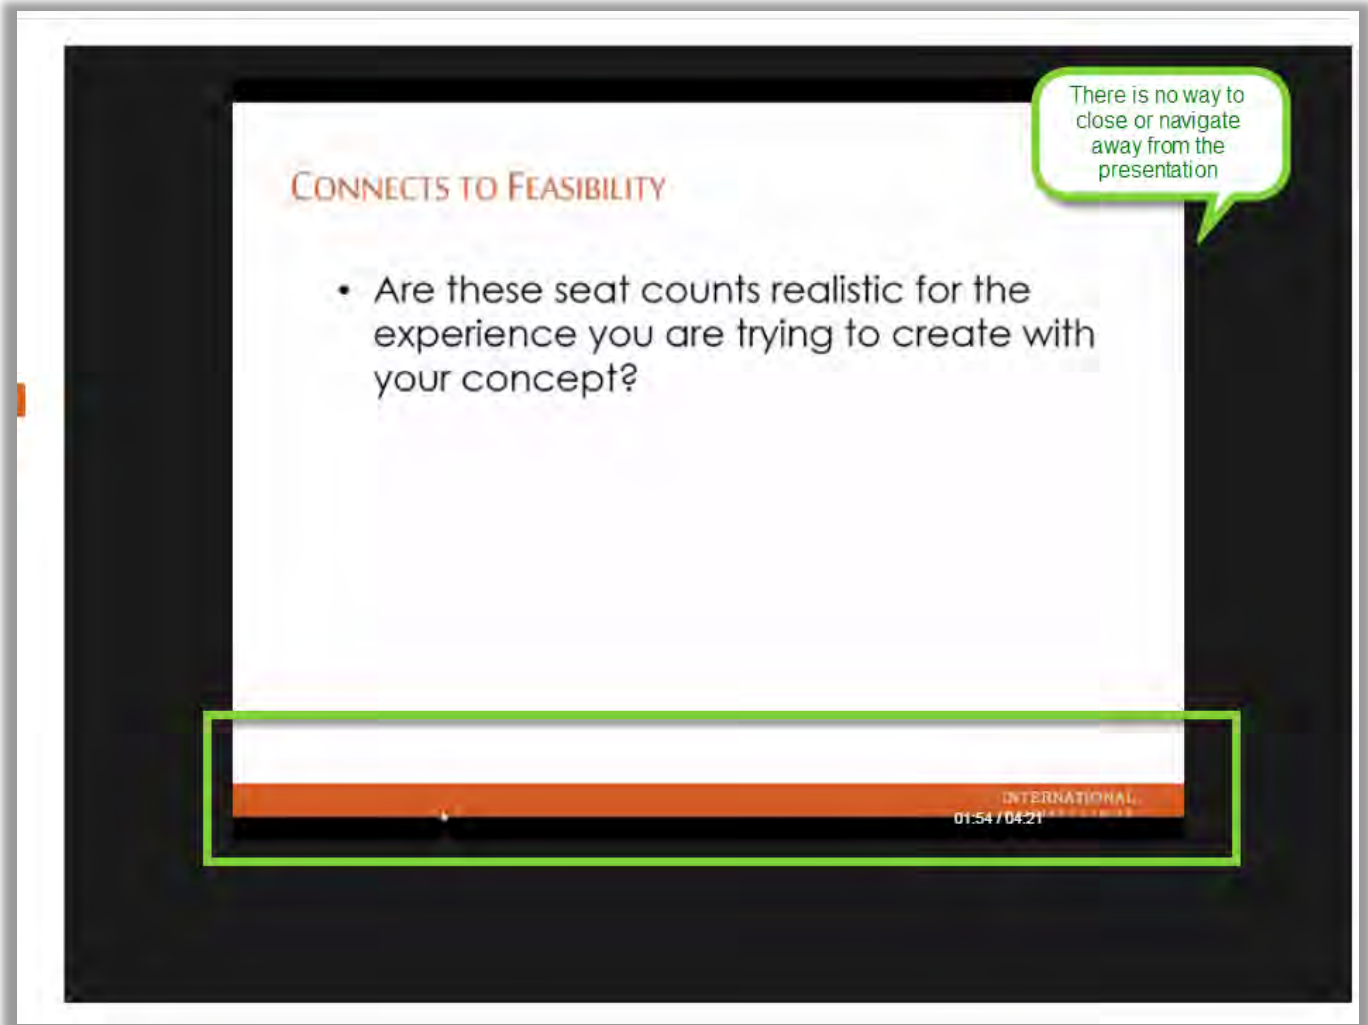 There is no way to
close or navigate
away from the
presentation
CONNECTS TO FEASIBILITY
• Are these seat counts realistic for the
experience you are trying to create with
your concept?
INTERNATIONAL
01:54 / 04:21